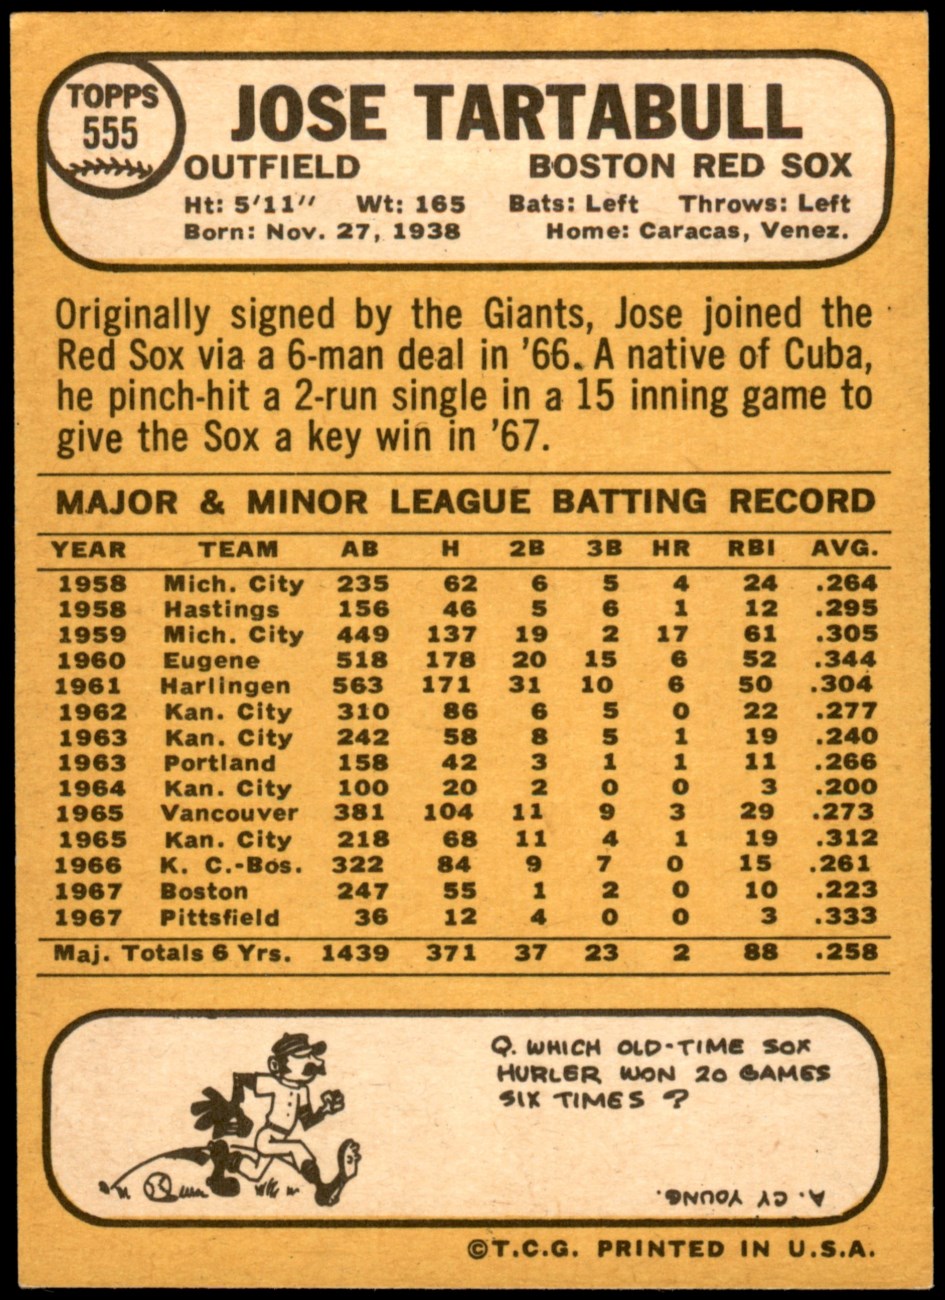 TOPPS
555
JOSE TARTABULL
OUTFIELD BOSTON RED SOX
Ht: 5'11" Wt: 165 Bats: Left Throws: Left
Born: Nov. 27, 1938 Home: Caracas, Venez.
Originally signed by the Giants, Jose joined the
Red Sox via a 6-man deal in '66. A native of Cuba,
he pinch-hit a 2-run single in a 15 inning game to
give the Sox a key win in '67.
MAJOR & MINOR LEAGUE BATTING RECORD
YEAR TEAM AB H 2B 3B HR RBI AVG.
1958 Mich. City 235 62 6 5 4 24 .264
1958 Hastings 156 46 5 6 1 12 .295
1959 Mich. City 449 137 19 2 17 61 .305
1960 Eugene 518 178 20 15 6 52 .344
1961 Harlingen 563 171 31 10 6 50 .304
1962 Kan. City 310 86 6 5 0 22 .277
1963 Kan. City 242 58 8 5 1 19 .240
1963 Portland 158 42 3 1 1 11 .266
1964 Kan. City 100 20 2 0 0 3 .200
1965 Vancouver 381 104 11 9 3 29 .273
1965 Kan. City 218 68 11 4 1 19 .312
1966 K. C.-Bos. 322 84 9 7 0 15 .261
1967 Boston 247 55 1 2 0 10 .223
1967 Pittsfield 36 12 4 0 0 3 .333
Maj. Totals 6 Yrs. 1439 371 37 23 2 88 .258
Q. WHICH OLD-TIME SOX
HURLER WON 20 GAMES
SIX TIMES ?
A. CY YOUNG.
©T.C.G. PRINTED IN U.S.A.